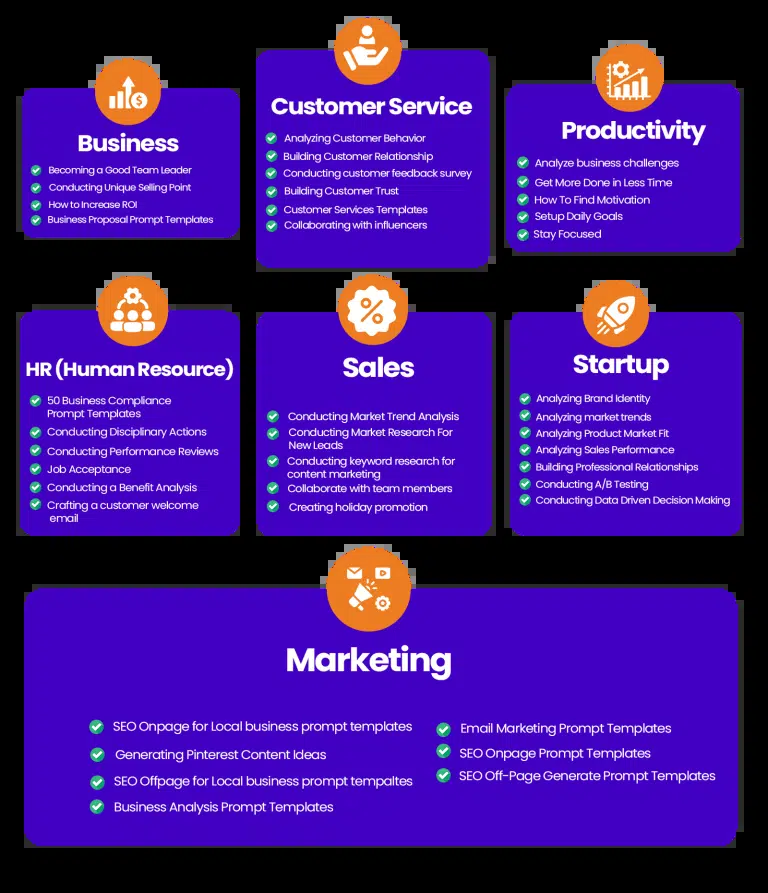 Business
Becoming a Good Team Leader
Conducting Unique Selling Point
How to Increase ROI
Business Proposal Prompt Templates
Customer Service
Analyzing Customer Behavior
Building Customer Relationship
Conducting customer feedback survey
Building Customer Trust
Customer Services Templates
Collaborating with influencers
Productivity
Analyze business challenges
Get More Done in Less Time
How To Find Motivation
Setup Daily Goals
Stay Focused
HR (Human Resource)
50 Business Compliance
Prompt Templates
Conducting Disciplinary Actions
Conducting Performance Reviews
Job Acceptance
Conducting a Benefit Analysis
Crafting a customer welcome
email
Sales
Conducting Market Trend Analysis
Conducting Market Research For
New Leads
Conducting keyword research for
content marketing
Collaborate with team members
Creating holiday promotion
Startup
Analyzing Brand Identity
Analyzing market trends
Analyzing Product Market Fit
Analyzing Sales Performance
Building Professional Relationships
Conducting A/B Testing
Conducting Data Driven Decision Making
Marketing
SEO Onpage for Local business prompt templates
Generating Pinterest Content Ideas
SEO Offpage for Local business prompt tempaltes
Business Analysis Prompt Templates
Email Marketing Prompt Templates
SEO Onpage Prompt Templates
SEO Off-Page Generate Prompt Templates